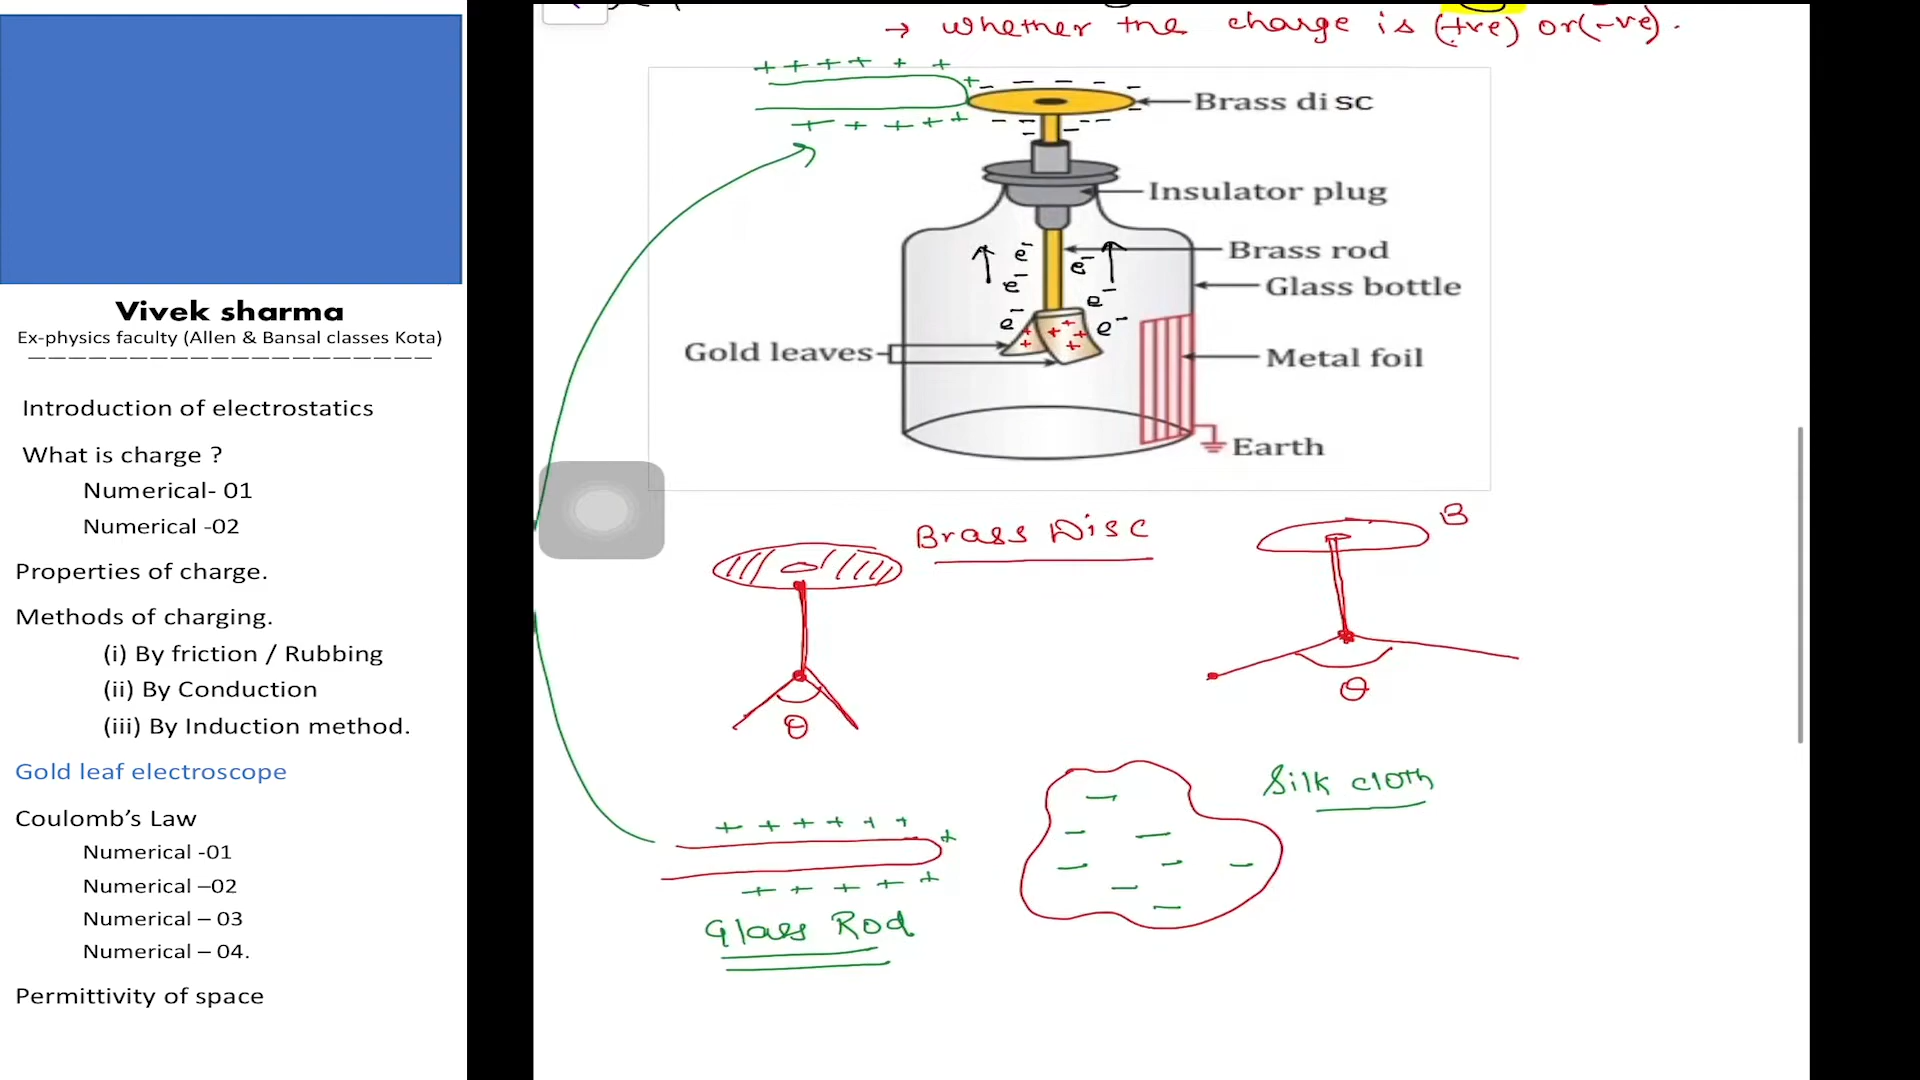 Vivek sharma
Ex-physics faculty (Allen & Bansal classes Kota)
Introduction of electrostatics
What is charge ?
Numerical- 01
Numerical -02
Properties of charge.
Methods of charging.
(i) By friction / Rubbing
(ii) By Conduction
(iii) By Induction method.
Gold leaf electroscope
Coulomb’s Law
Numerical -01
Numerical –02
Numerical – 03
Numerical – 04.
Permittivity of space
→ whether the charge is (+ve) or (-ve).
+ + + + + + +
- - - - -
Brass disc
+ + + + +
- - - - - -
Insulator plug
Brass rod
e⁻ e⁻
e⁻ e⁻
e⁻ e⁻
Glass bottle
+ + + + + + +
Gold leaves
Metal foil
Earth
Brass Disc
B
θ
θ
Silk cloth
+ + + + + + +
+ + + + +
- - - - - - - -
Glass Rod